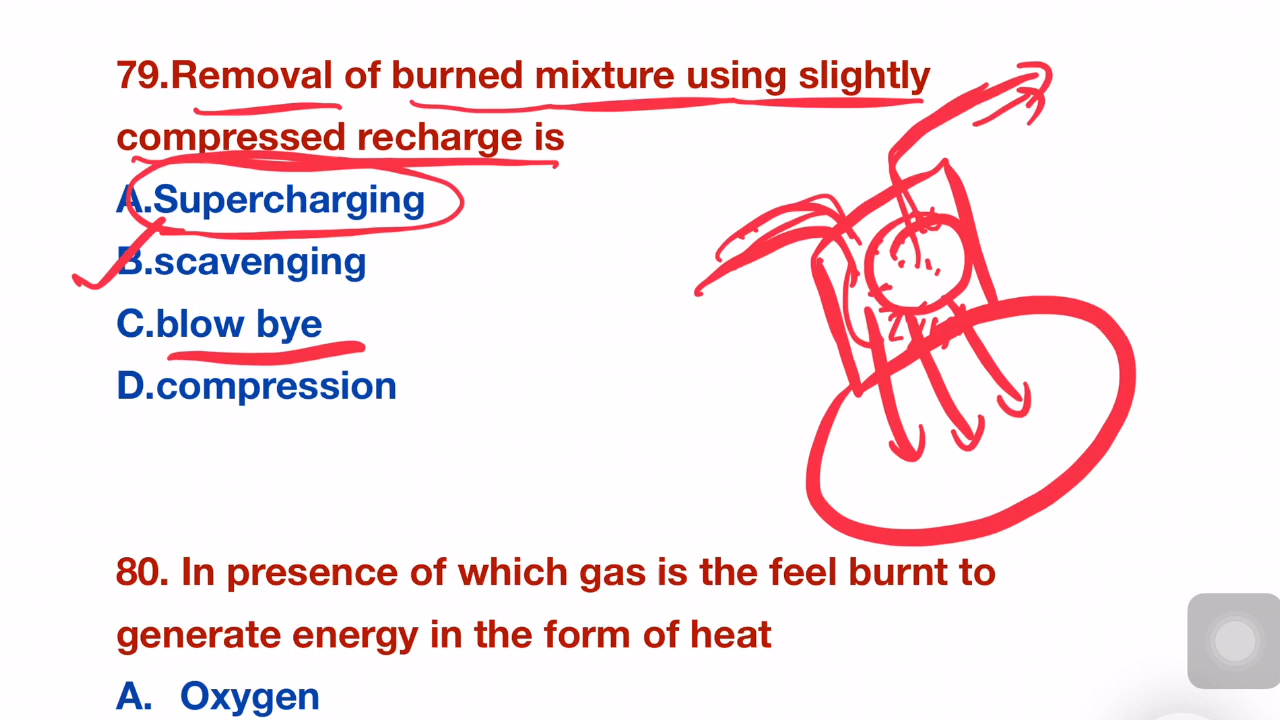 79.Removal of burned mixture using slightly
compressed recharge is
A.Supercharging
B.scavenging
C.blow bye
D.compression
80. In presence of which gas is the feel burnt to
generate energy in the form of heat
A. Oxygen